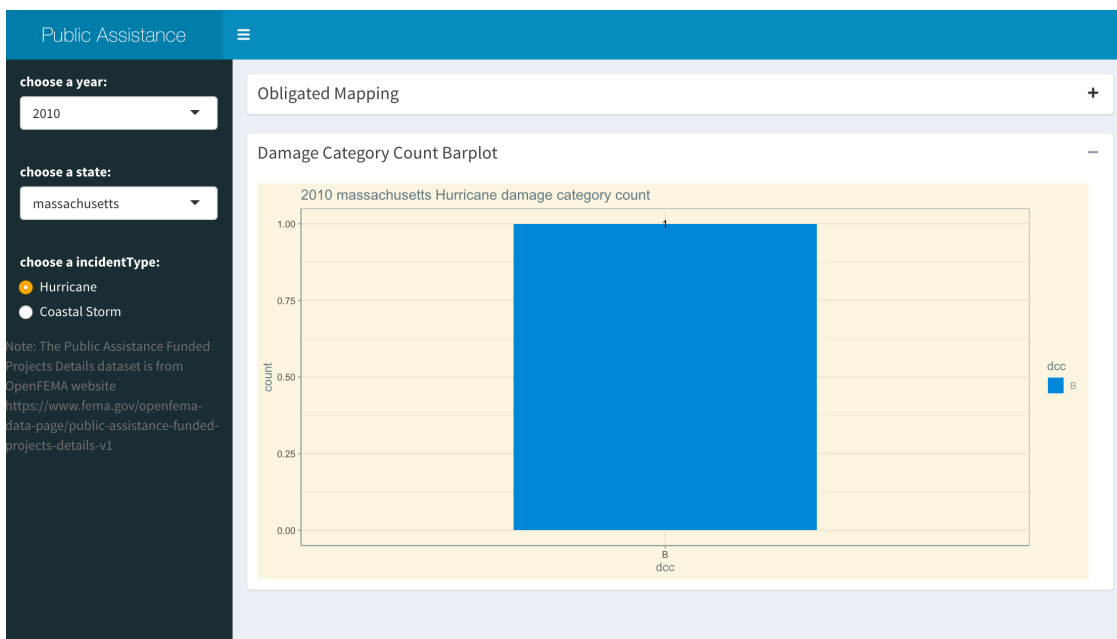 Public Assistance
choose a year:
2010
choose a state:
massachusetts
choose a incidentType:
Hurricane
Coastal Storm
Note: The Public Assistance Funded
Projects Details dataset is from
OpenFEMA website
https://www.fema.gov/openfema-
data-page/public-assistance-funded-
projects-details-v1
Obligated Mapping
Damage Category Count Barplot
2010 massachusetts Hurricane damage category count
1.00
0.75
0.50
0.25
0.00
count
1
B
dcc
dcc
B